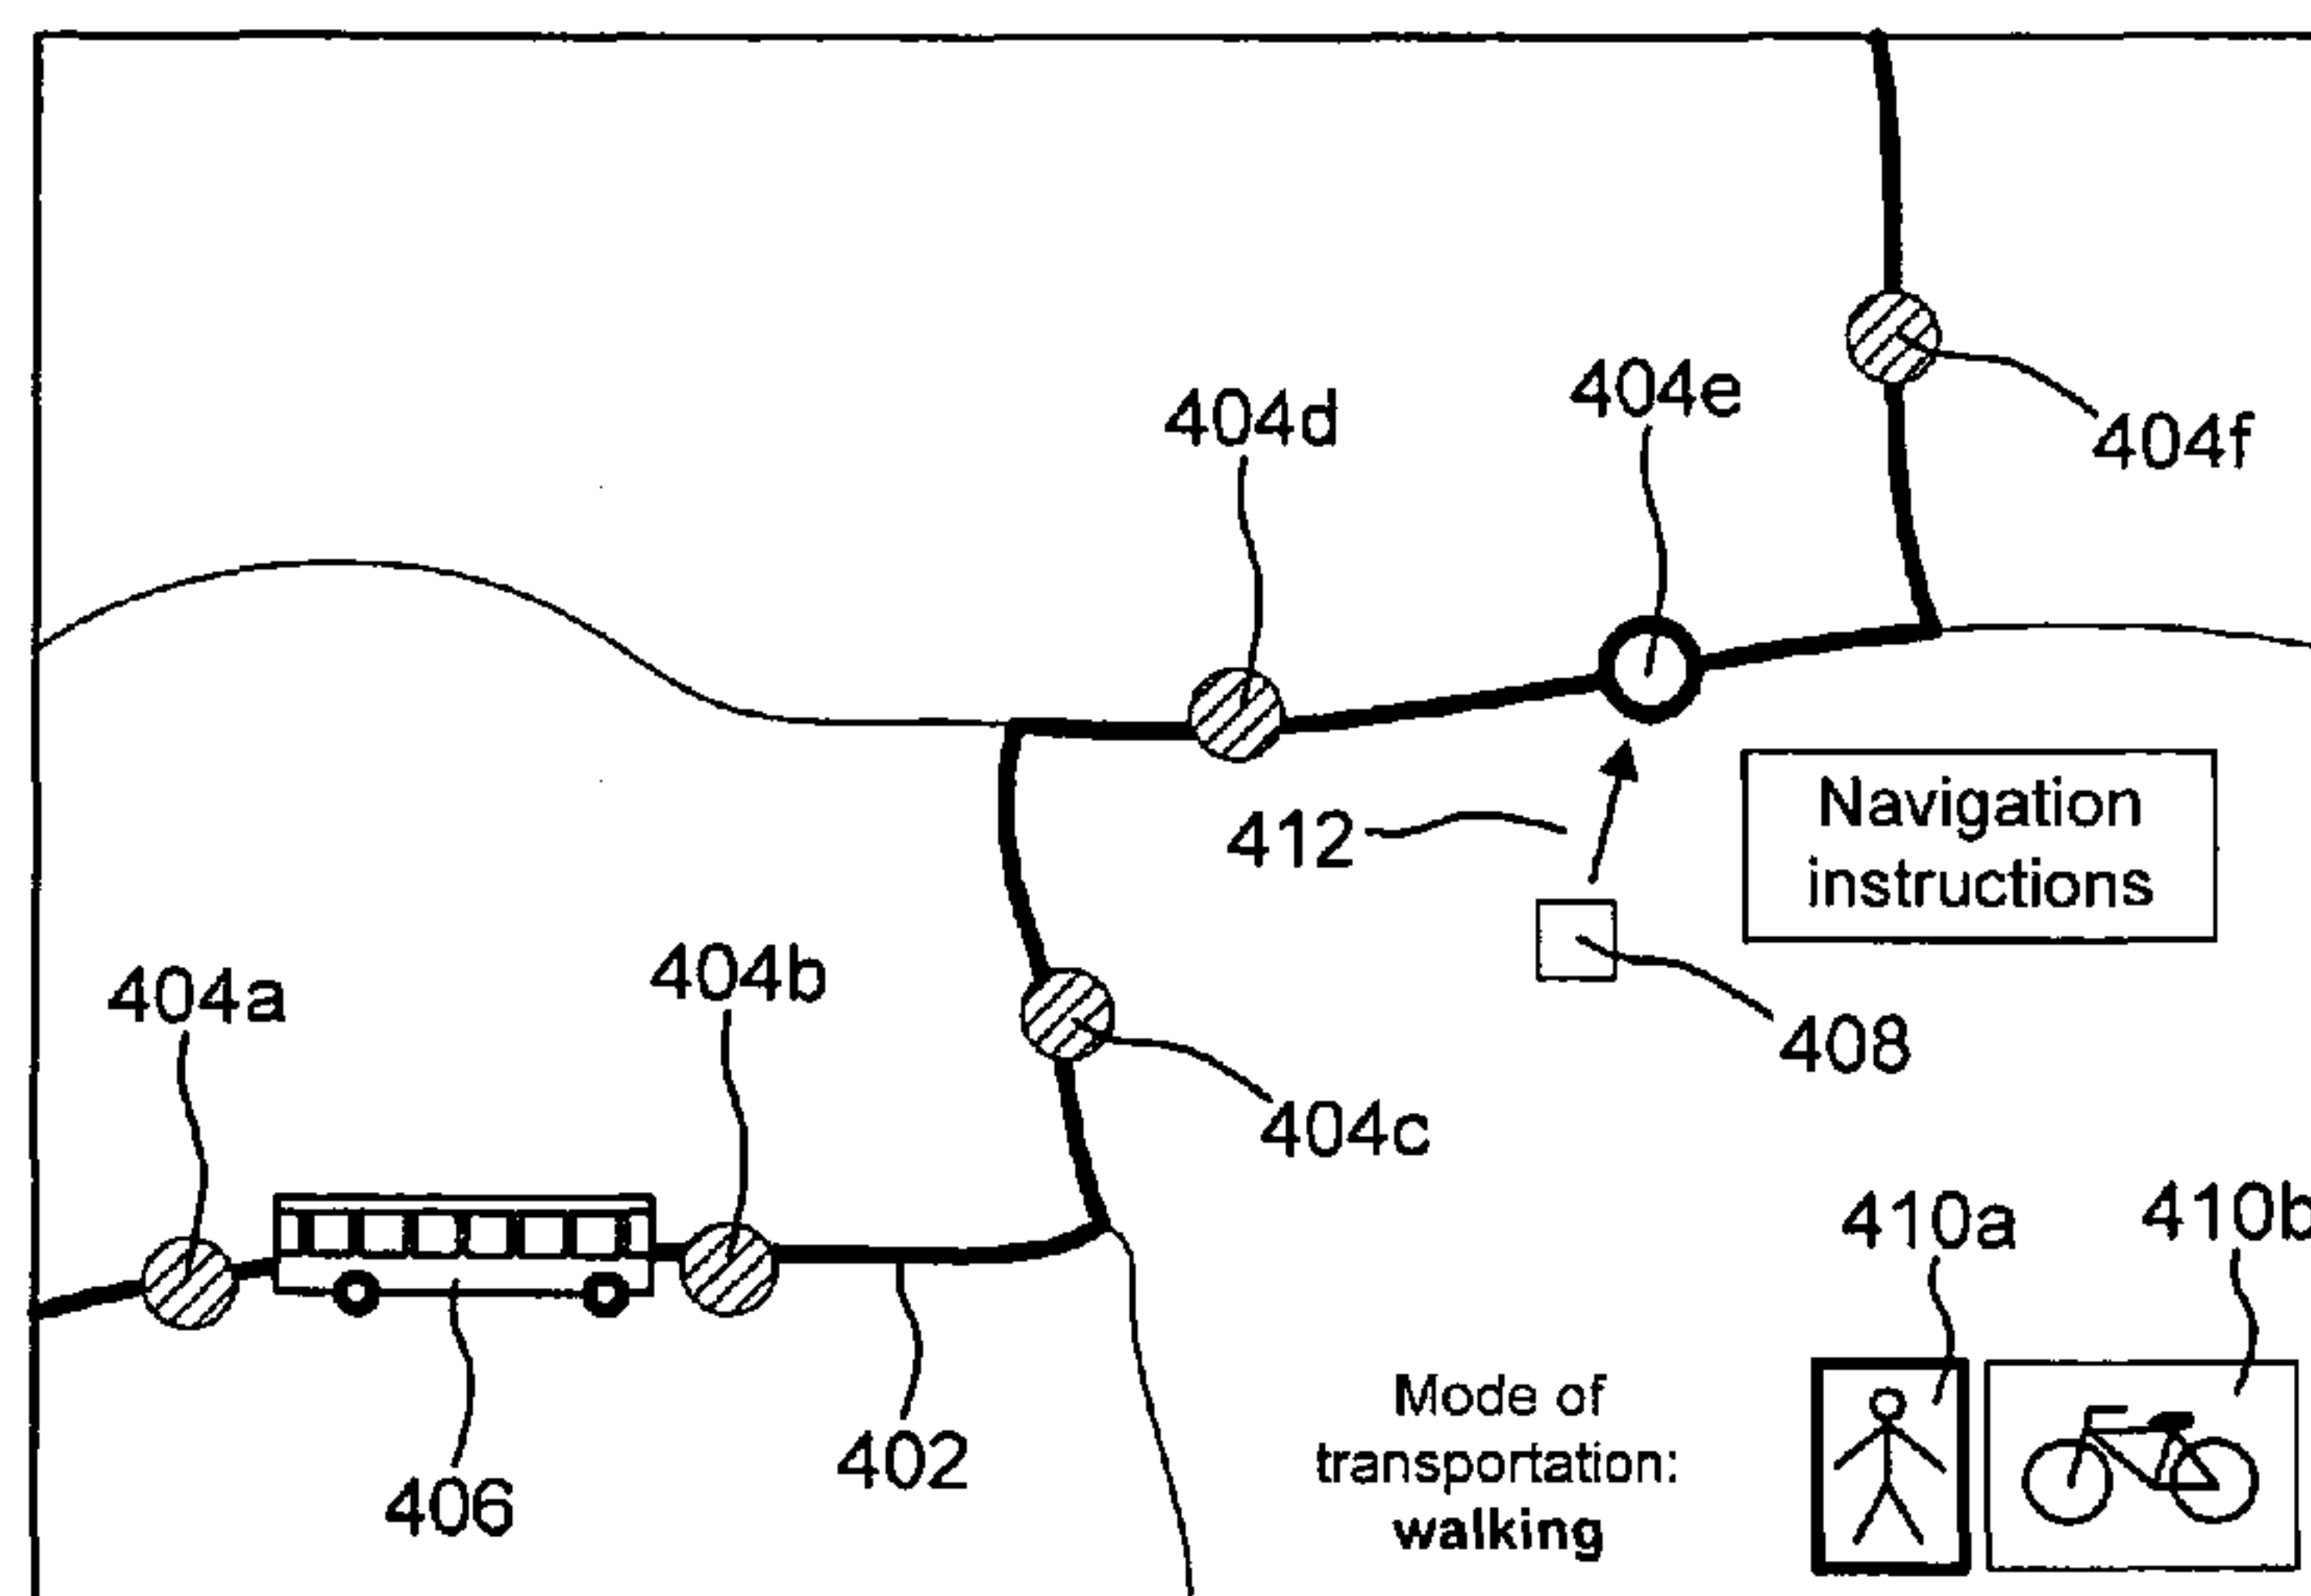 404d
404e
404f
412
Navigation
instructions
404a
404b
408
404c
410a
410b
406
402
Mode of
transportation:
walking